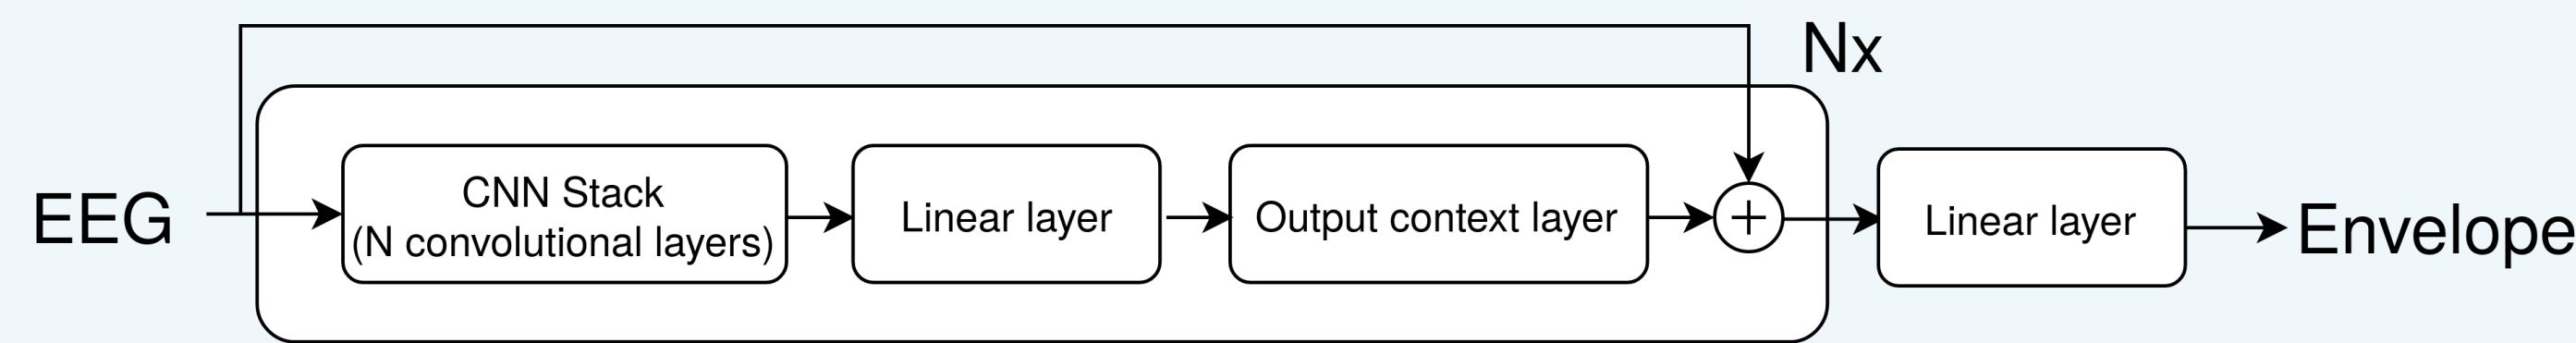 Nx
EEG
CNN Stack
(N convolutional layers)
Linear layer
Output context layer
+
Linear layer
Envelope